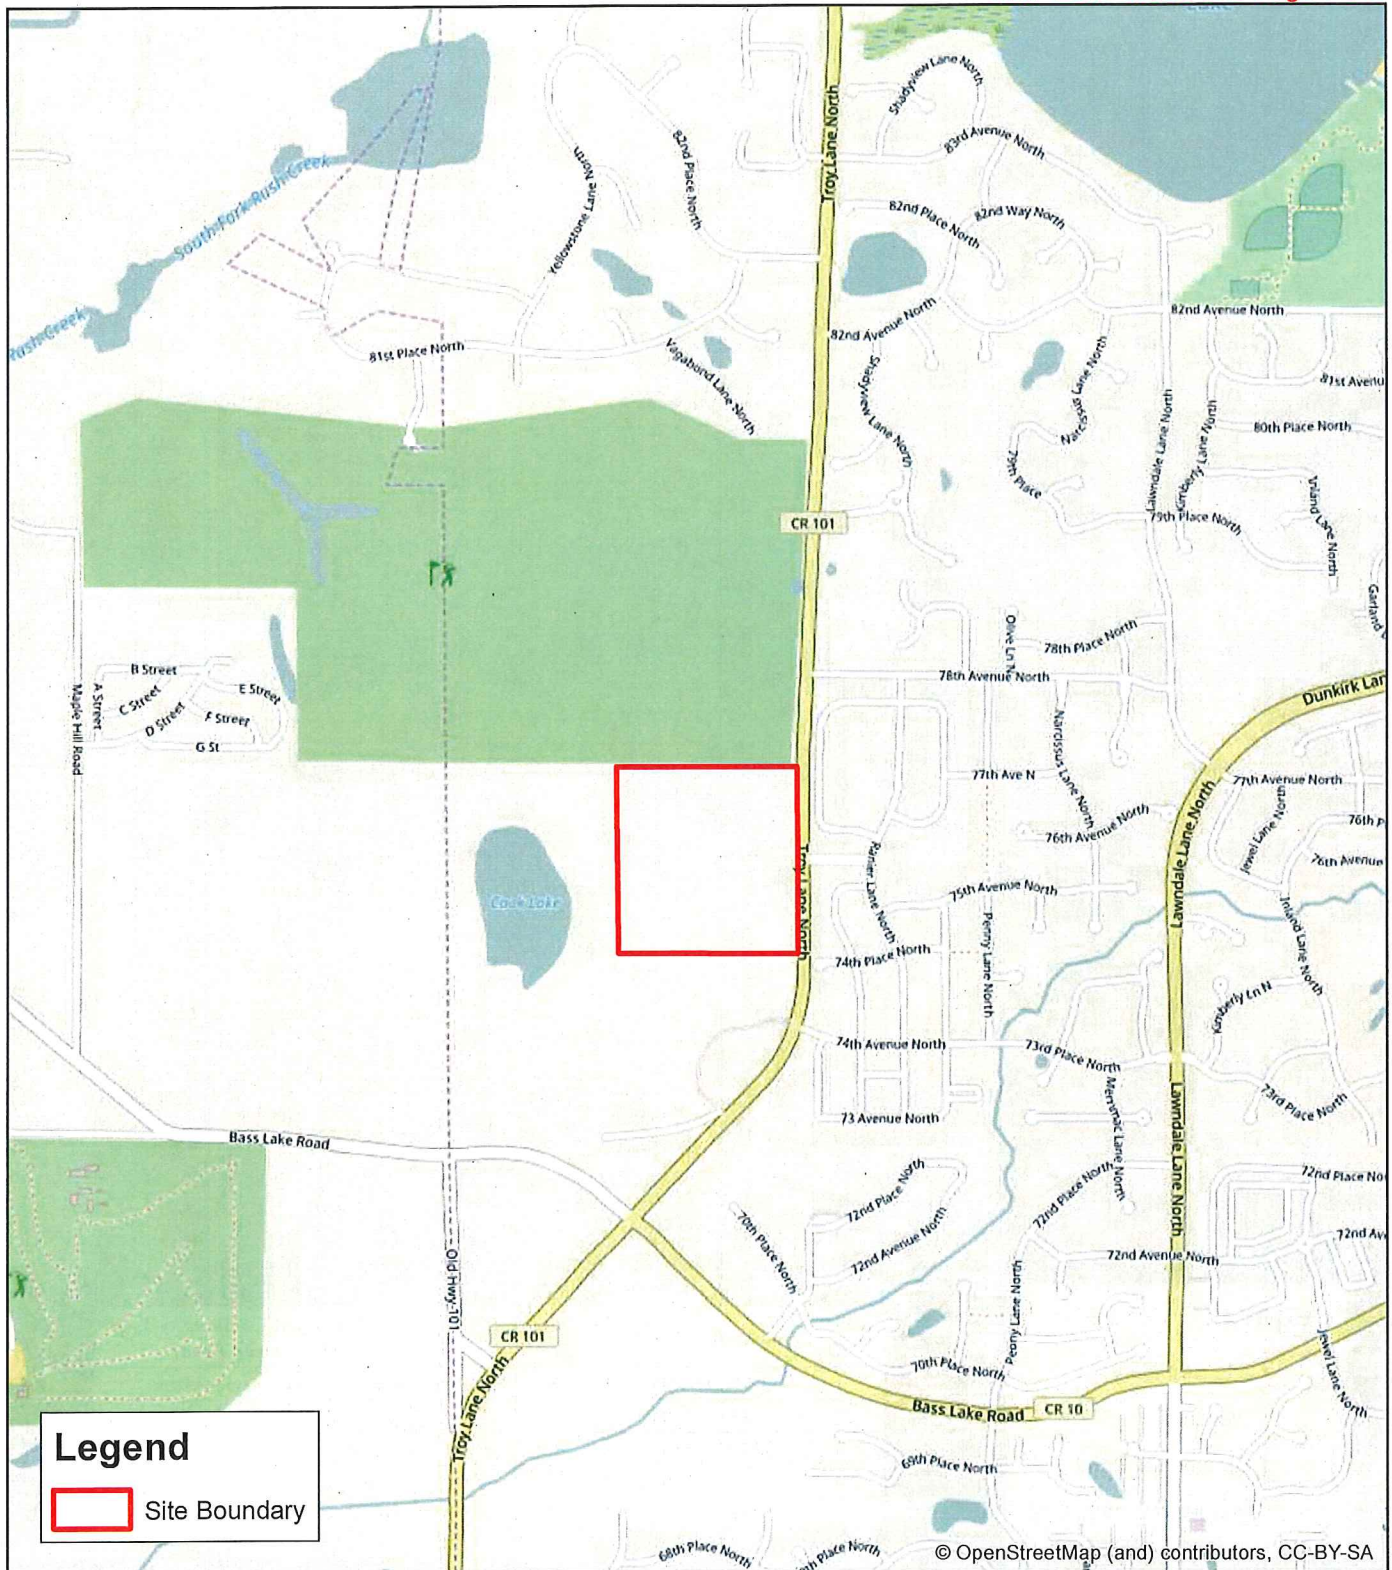 Shadyview Lane North
83rd Avenue North
Troy Lane North
82nd Place North
Yellowstone Lane North
South Fork Rush Creek
82nd Place North
82nd Way North
82nd Avenue North
82nd Avenue North
Rush Creek
81st Place North
Vagabond Lane North
Shadyview Lane North
Narcissus Lane North
81st Avenu
80th Place North
Lawndale Lane North
Kimberly Lane North
79th Place
79th Place North
Inland Lane North
CR 101
Garland
Olive Ln N
78th Place North
78th Avenue North
B Street
A Street
C Street
D Street
E Street
F Street
G St
Maple Hill Road
Dunkirk Lan
Narcissus Lane North
77th Ave N
77th Avenue North
76th Avenue North
Jewel Lane North
76th P
76th Avenue
Troy Lane North
Ranier Lane North
Lawndale Lane North
75th Avenue North
Cook Lake
Penny Lane North
Inland Lane North
74th Place North
Kimberly Ln N
74th Avenue North
73rd Place North
73rd Place North
73 Avenue North
Merrimac Lane North
Lawndale Lane North
Bass Lake Road
72nd Place North
72nd Place North
72nd Place No
70th Place North
72nd Avenue North
72nd Avenue North
72nd Av
Old Hwy-101
Peony Lane North
CR 101
Troy Lane North
70th Place North
Jewel Lane North
Bass Lake Road
CR 10
69th Place North
68th Place North
Place North
Legend
Site Boundary
© OpenStreetMap (and) contributors, CC-BY-SA